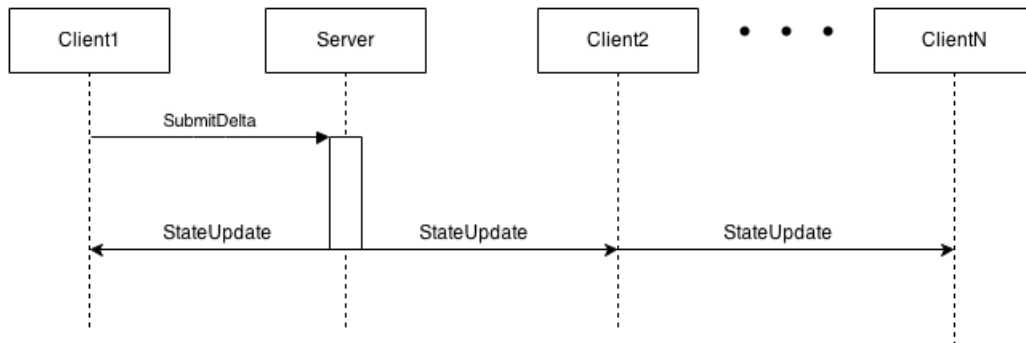 Client1
Server
Client2
ClientN
SubmitDelta
StateUpdate
StateUpdate
StateUpdate